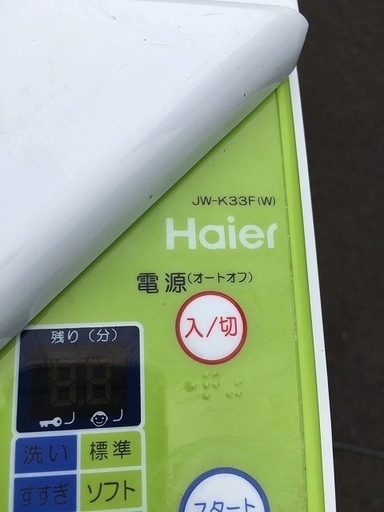 JW-K33F(W)
Haier
電源(オートオフ)
入/切
残り（分）
洗い
標準
すすぎ
ソフト
スタート